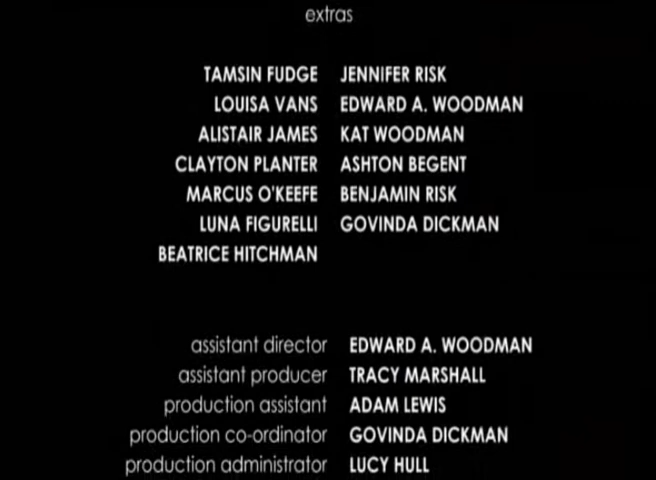 extras
TAMSIN FUDGE JENNIFER RISK
LOUISA VANS EDWARD A. WOODMAN
ALISTAIR JAMES KAT WOODMAN
CLAYTON PLANTER ASHTON BEGENT
MARCUS O'KEEFE BENJAMIN RISK
LUNA FIGURELLI GOVINDA DICKMAN
BEATRICE HITCHMAN
assistant director EDWARD A. WOODMAN
assistant producer TRACY MARSHALL
production assistant ADAM LEWIS
production co-ordinator GOVINDA DICKMAN
production administrator LUCY HULL